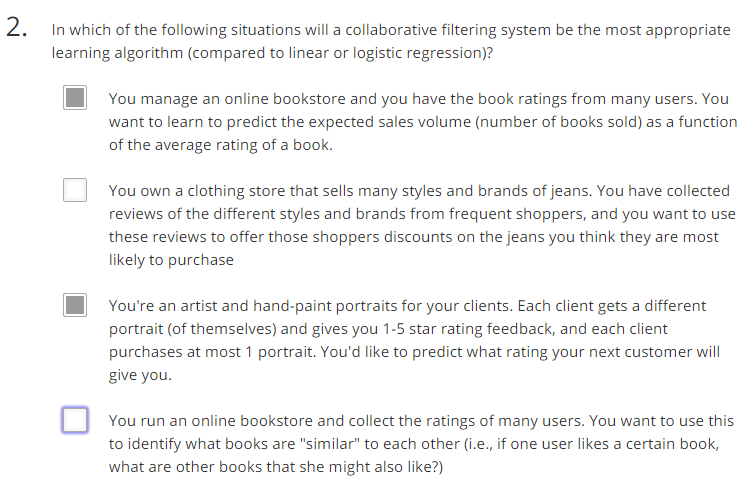 2. In which of the following situations will a collaborative filtering system be the most appropriate
learning algorithm (compared to linear or logistic regression)?
You manage an online bookstore and you have the book ratings from many users. You
want to learn to predict the expected sales volume (number of books sold) as a function
of the average rating of a book.
You own a clothing store that sells many styles and brands of jeans. You have collected
reviews of the different styles and brands from frequent shoppers, and you want to use
these reviews to offer those shoppers discounts on the jeans you think they are most
likely to purchase
You're an artist and hand-paint portraits for your clients. Each client gets a different
portrait (of themselves) and gives you 1-5 star rating feedback, and each client
purchases at most 1 portrait. You'd like to predict what rating your next customer will
give you.
You run an online bookstore and collect the ratings of many users. You want to use this
to identify what books are "similar" to each other (i.e., if one user likes a certain book,
what are other books that she might also like?)